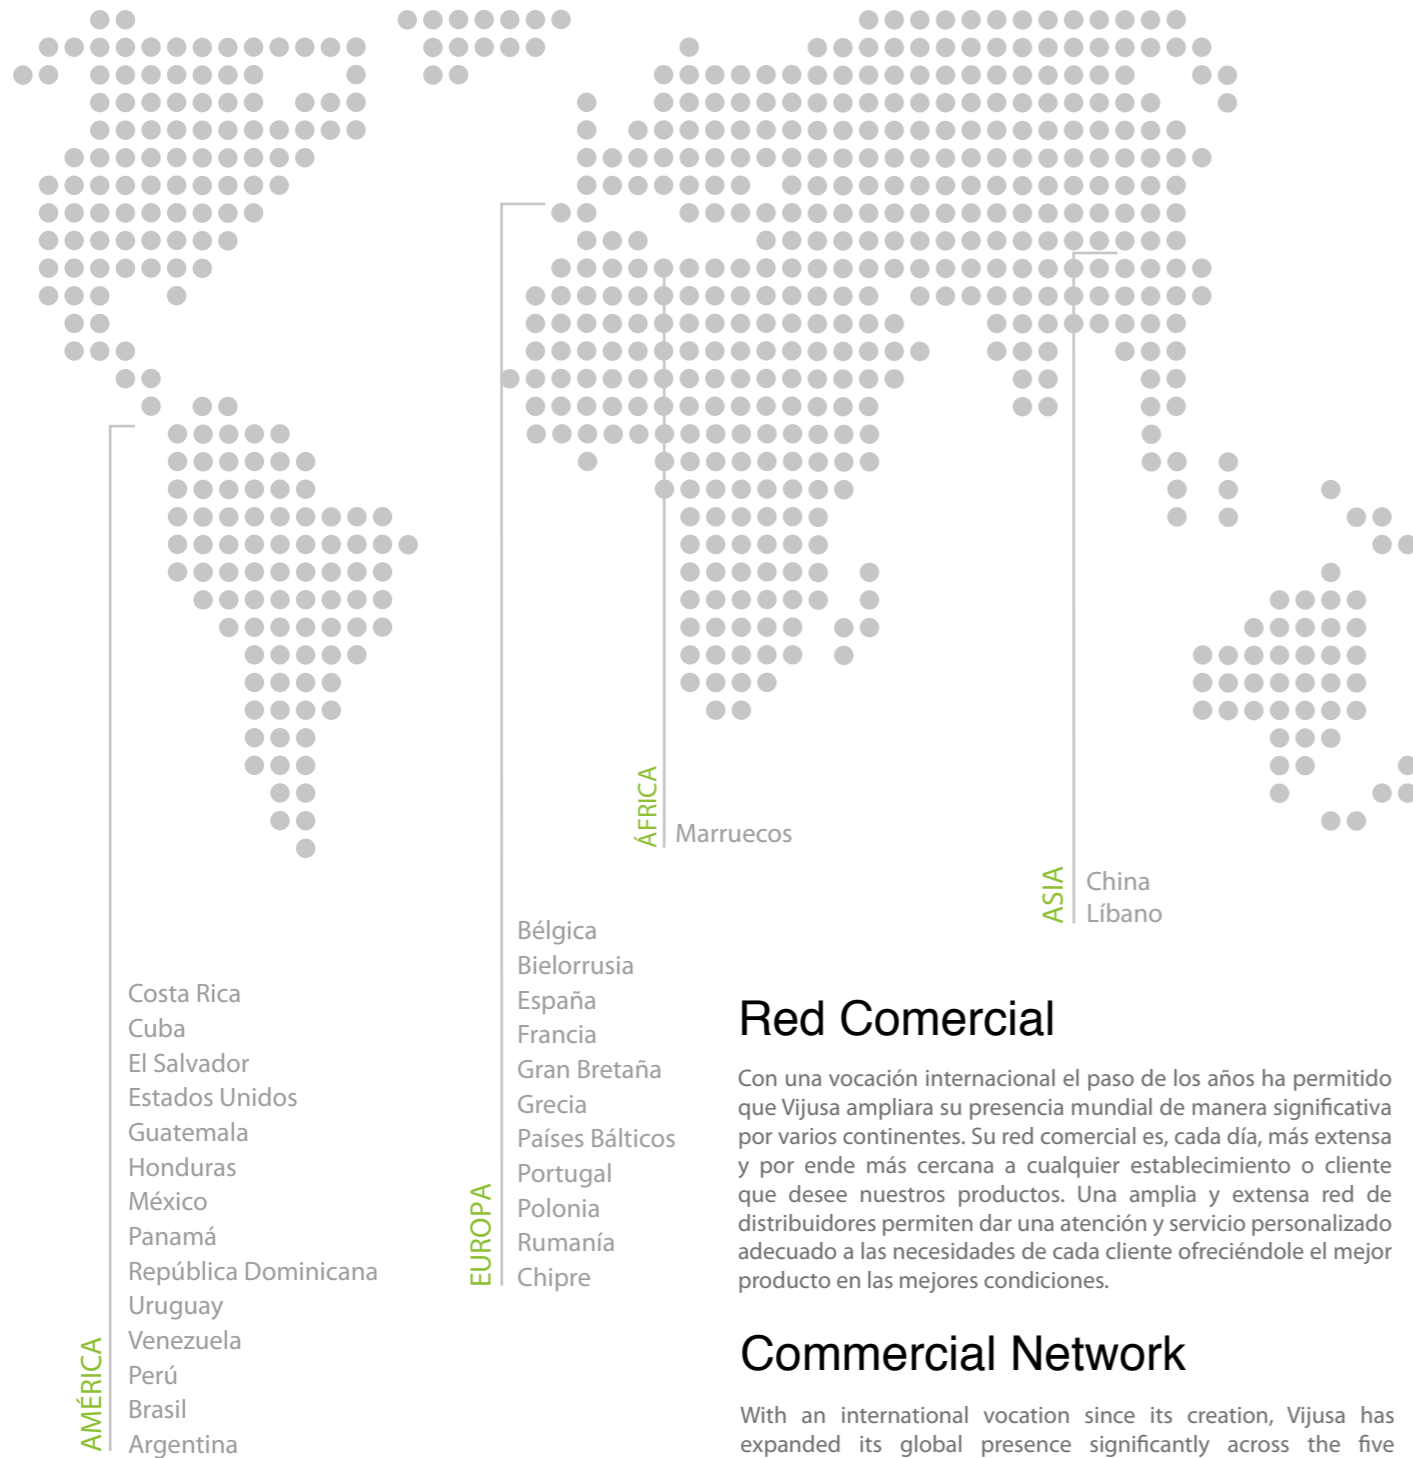 ÁFRICA
Marruecos
ASIA
China
Líbano
EUROPA
Bélgica
Bielorrusia
España
Francia
Gran Bretaña
Grecia
Países Bálticos
Portugal
Polonia
Rumanía
Chipre
AMÉRICA
Costa Rica
Cuba
El Salvador
Estados Unidos
Guatemala
Honduras
México
Panamá
República Dominicana
Uruguay
Venezuela
Perú
Brasil
Argentina
Red Comercial
Con una vocación internacional el paso de los años ha permitido
que Vijusa ampliara su presencia mundial de manera significativa
por varios continentes. Su red comercial es, cada día, más extensa
y por ende más cercana a cualquier establecimiento o cliente
que desee nuestros productos. Una amplia y extensa red de
distribuidores permiten dar una atención y servicio personalizado
adecuado a las necesidades de cada cliente ofreciéndole el mejor
producto en las mejores condiciones.
Commercial Network
With an international vocation since its creation, Vijusa has
expanded its global presence significantly across the five